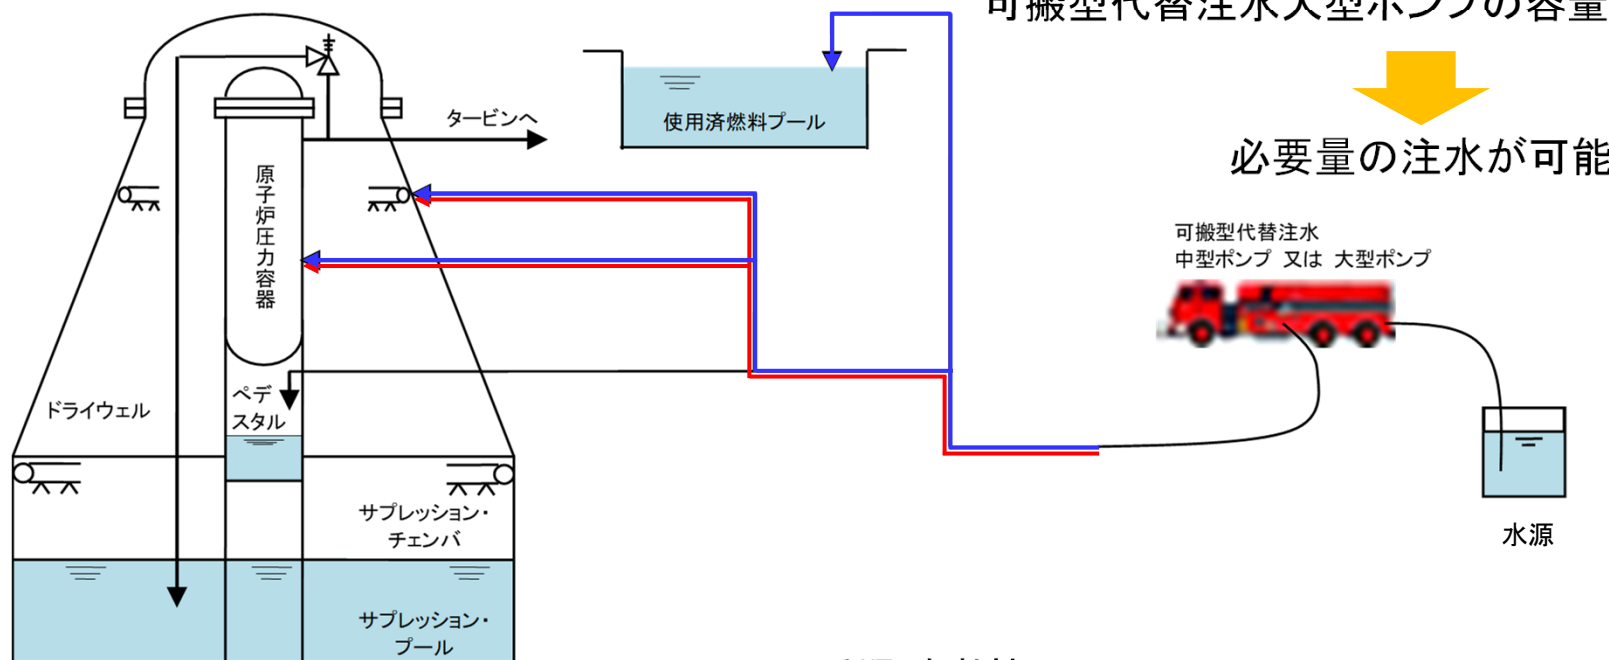 可搬型代替注水大型ポンプの容量
必要量の注水が可能
タービンへ
使用済燃料プール
原子炉圧力容器
可搬型代替注水
中型ポンプ 又は 大型ポンプ
ドライウェル
ペデ
スタル
サプレッション・
チェンバ
水源
サプレッション・
プール